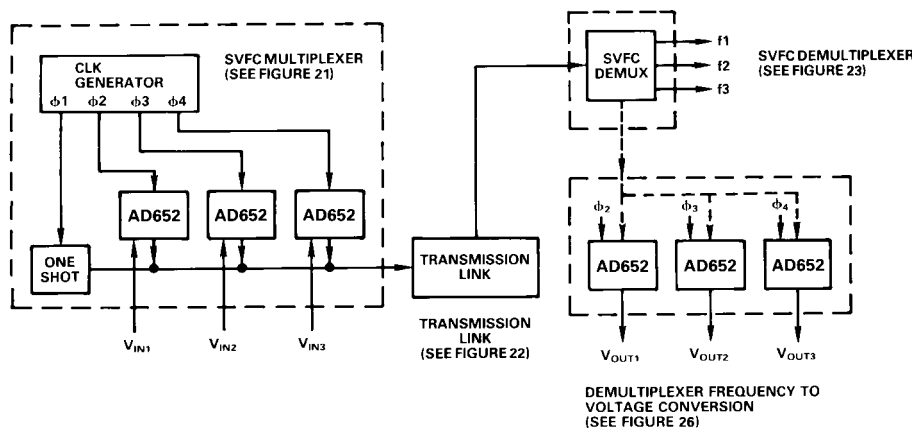 SVFC MULTIPLEXER
(SEE FIGURE 21)
CLK
GENERATOR
ϕ1 ϕ2 ϕ3 ϕ4
AD652 AD652 AD652
ONE
SHOT
V_IN1 V_IN2 V_IN3
TRANSMISSION
LINK
TRANSMISSION
LINK
(SEE FIGURE 22)
SVFC
DEMUX
f1
f2
f3
SVFC DEMULTIPLEXER
(SEE FIGURE 23)
ϕ2 ϕ3 ϕ4
AD652 AD652 AD652
V_OUT1 V_OUT2 V_OUT3
DEMULTIPLEXER FREQUENCY TO
VOLTAGE CONVERSION
(SEE FIGURE 26)